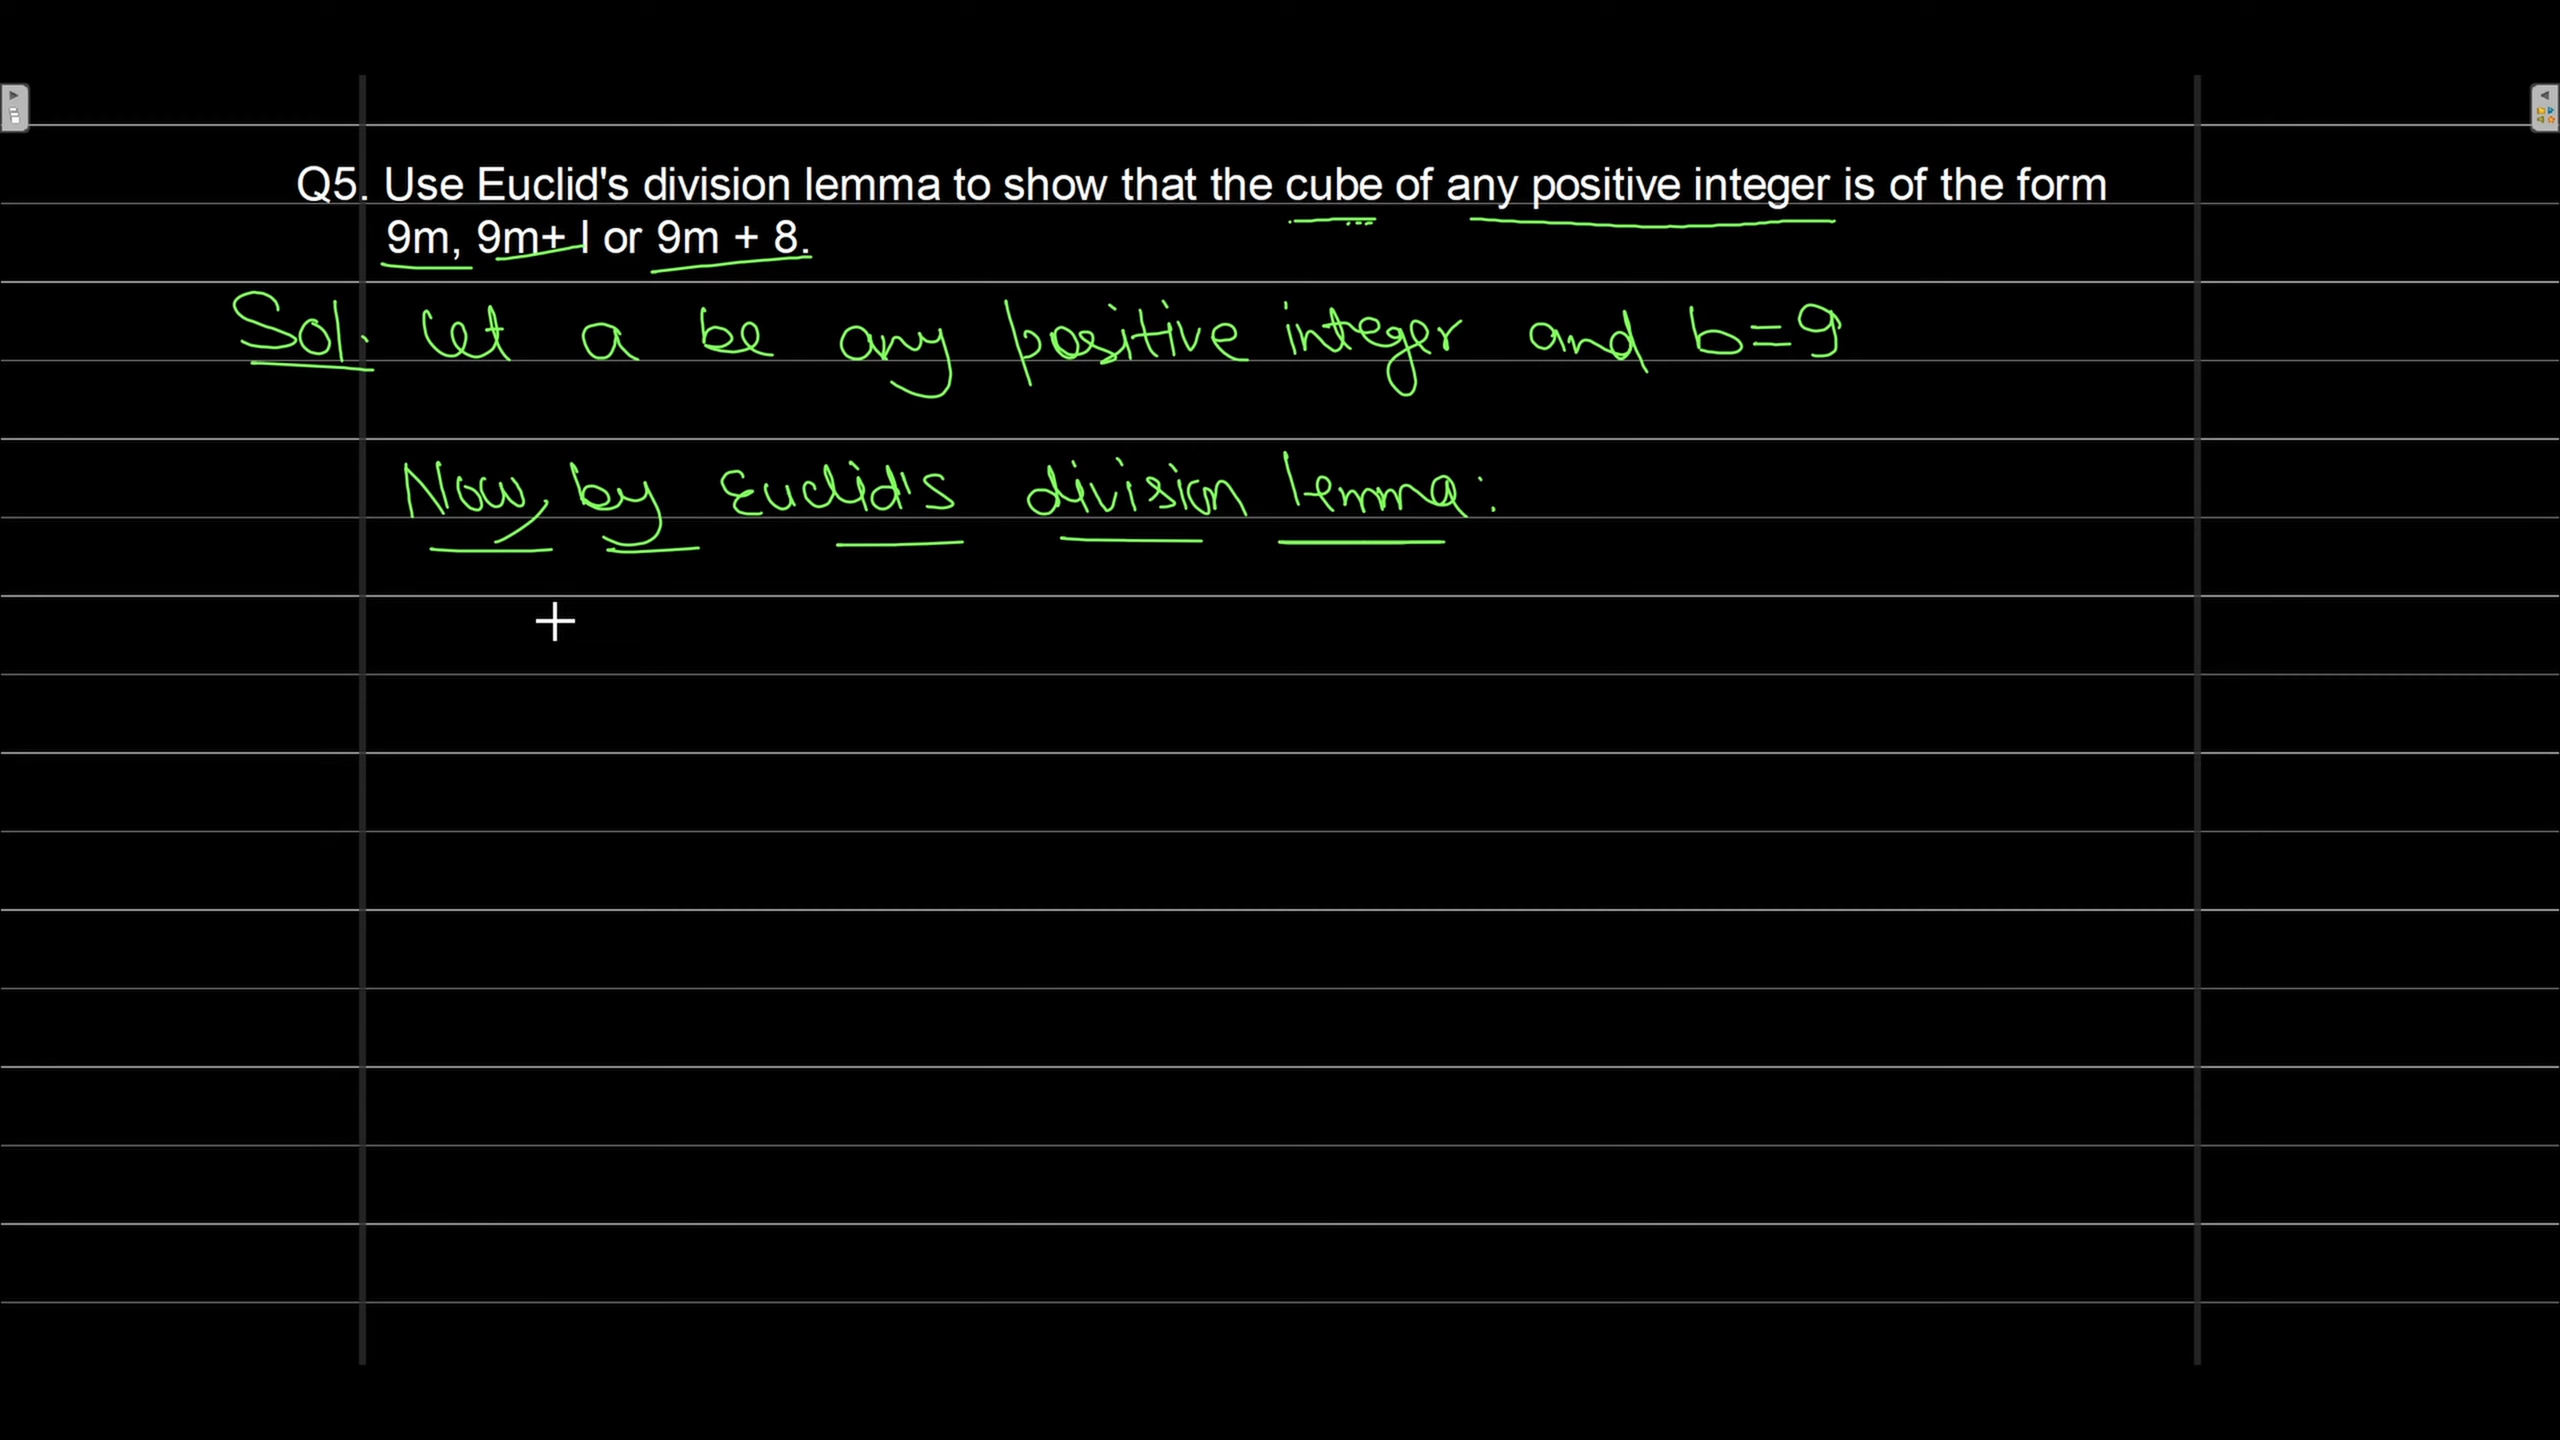 Q5. Use Euclid's division lemma to show that the cube of any positive integer is of the form
9m, 9m+ l or 9m + 8.
Sol. Let a be any positive integer and b=9
Now, by Euclid's division lemma: